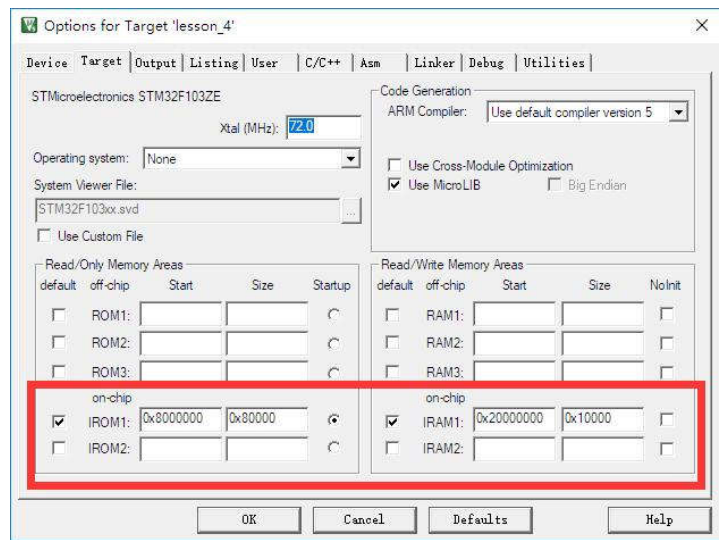 Options for Target 'lesson_4'
Device Target Output Listing User C/C++ Asm Linker Debug Utilities
STMicroelectronics STM32F103ZE
Xtal (MHz): 72.0
Operating system: None
System Viewer File:
STM32F103xx.svd ...
Use Custom File
Code Generation
ARM Compiler: Use default compiler version 5
Use Cross-Module Optimization
Use MicroLIB Big Endian
Read/Only Memory Areas
default off-chip Start Size Startup
ROM1:
ROM2:
ROM3:
on-chip
IROM1: 0x8000000 0x80000
IROM2:
Read/Write Memory Areas
default off-chip Start Size NoInit
RAM1:
RAM2:
RAM3:
on-chip
IRAM1: 0x20000000 0x10000
IRAM2:
OK Cancel Defaults Help